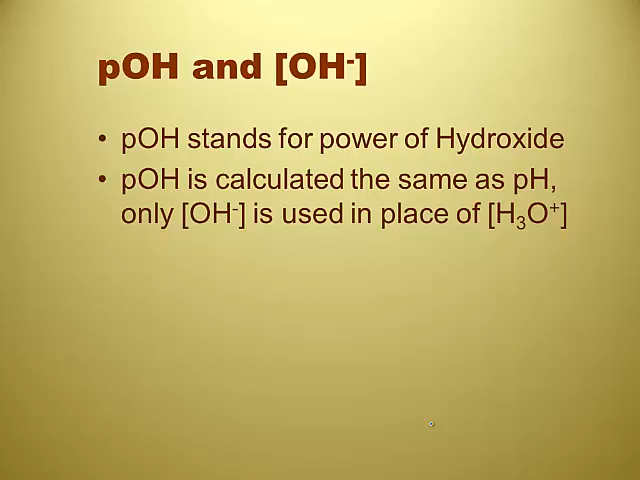 pOH and [OH⁻]
• pOH stands for power of Hydroxide
• pOH is calculated the same as pH,
only [OH⁻] is used in place of [H₃O⁺]